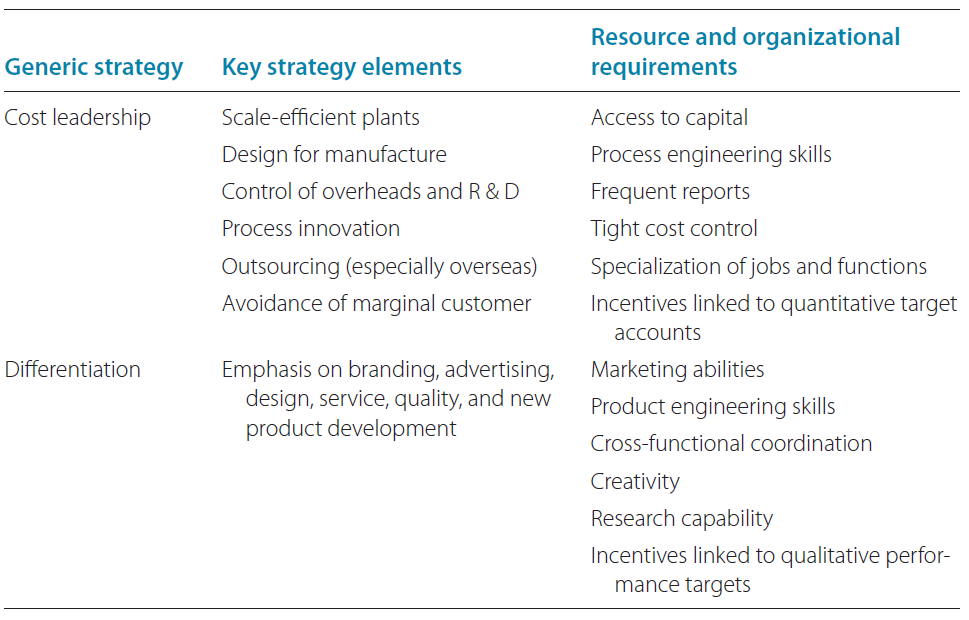 Generic strategy Key strategy elements Resource and organizational
requirements
Cost leadership Scale-efficient plants Access to capital
Design for manufacture Process engineering skills
Control of overheads and R & D Frequent reports
Process innovation Tight cost control
Outsourcing (especially overseas) Specialization of jobs and functions
Avoidance of marginal customer Incentives linked to quantitative target
accounts
Differentiation Emphasis on branding, advertising, Marketing abilities
design, service, quality, and new Product engineering skills
product development Cross-functional coordination
Creativity
Research capability
Incentives linked to qualitative perfor-
mance targets